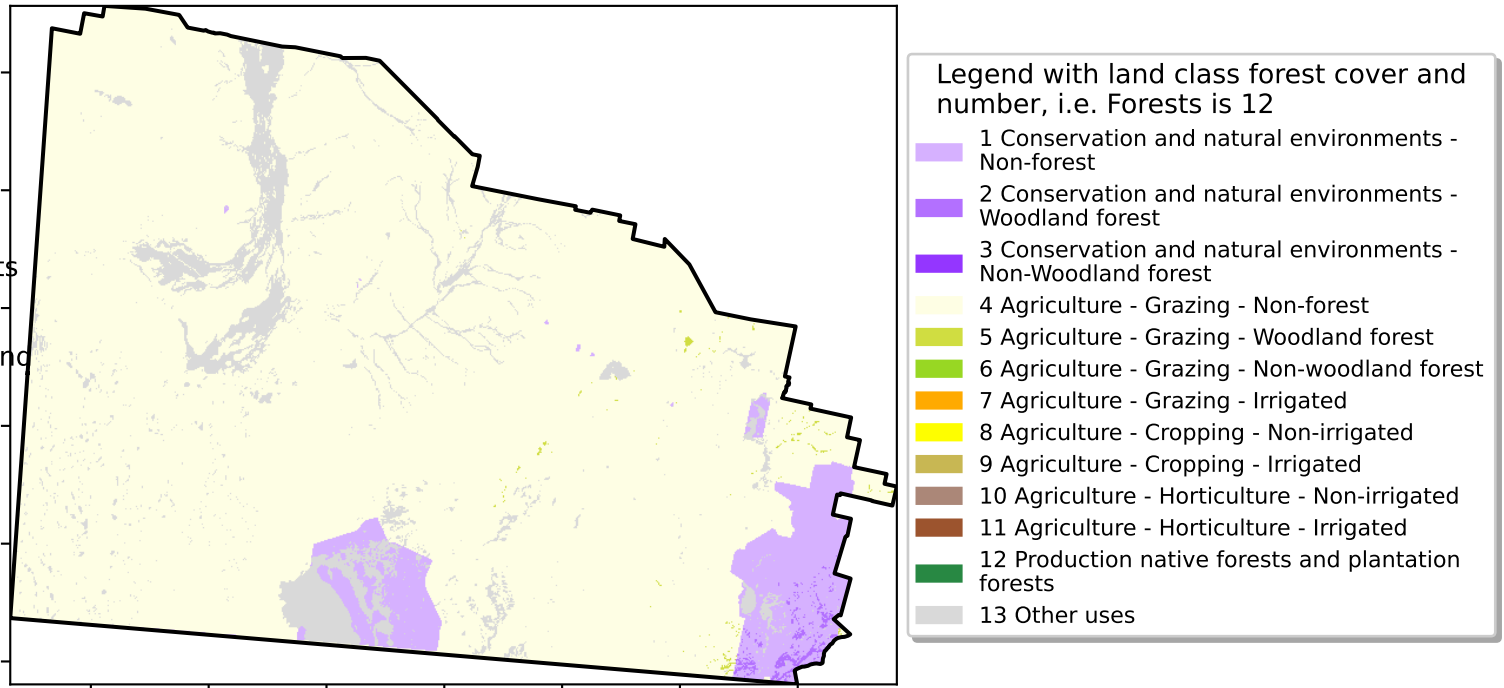 Legend with land class forest cover and
number, i.e. Forests is 12
1 Conservation and natural environments -
Non-forest
2 Conservation and natural environments -
Woodland forest
3 Conservation and natural environments -
Non-Woodland forest
4 Agriculture - Grazing - Non-forest
5 Agriculture - Grazing - Woodland forest
6 Agriculture - Grazing - Non-woodland forest
7 Agriculture - Grazing - Irrigated
8 Agriculture - Cropping - Non-irrigated
9 Agriculture - Cropping - Irrigated
10 Agriculture - Horticulture - Non-irrigated
11 Agriculture - Horticulture - Irrigated
12 Production native forests and plantation
forests
13 Other uses